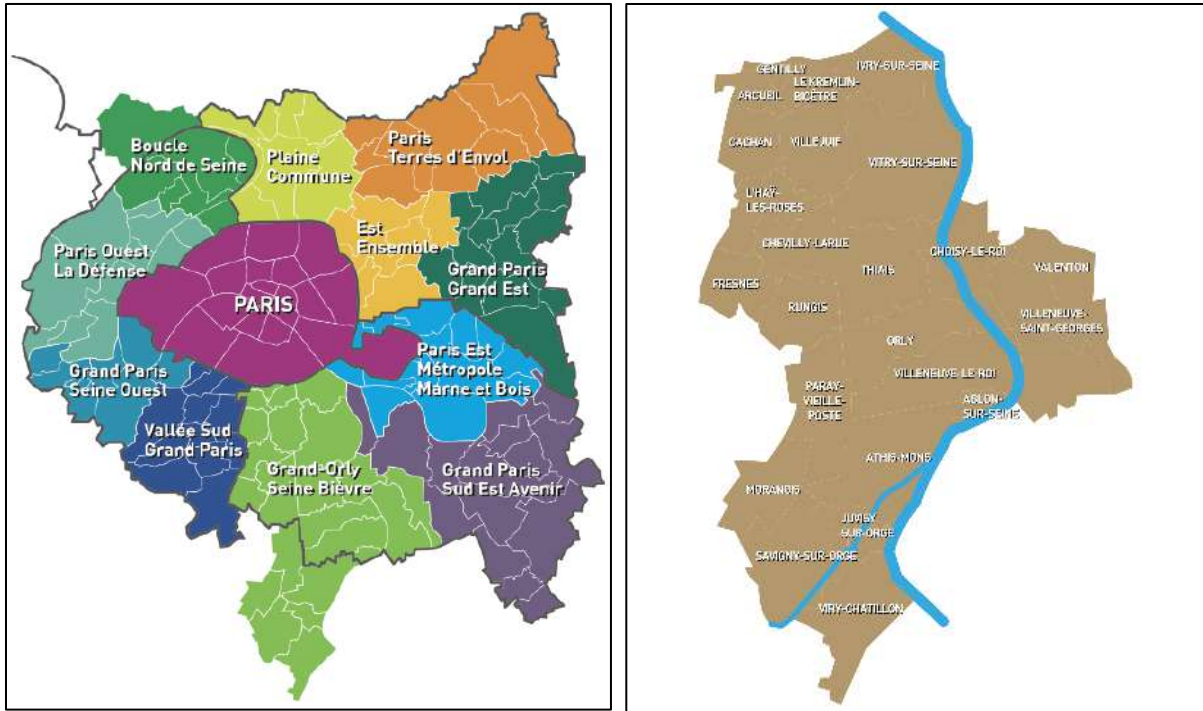 Boucle
Nord de Seine
Plaine
Commune
Paris
Terres d'Envol
Paris Ouest
La Défense
Est
Ensemble
Grand Paris
Grand Est
PARIS
Grand Paris
Seine Ouest
Paris Est
Métropole
Marne et Bois
Vallée Sud
Grand Paris
Grand-Orly
Seine Bièvre
Grand Paris
Sud Est Avenir
GENTILLY
IVRY-SUR-SEINE
LE KREMLIN-
BICÊTRE
ARCUEIL
CACHAN
VILLEJUIF
VITRY-SUR-SEINE
L'HAŸ-
LES-ROSES
CHEVILLY-LARUE
CHOISY-LE-ROI
THIAIS
VALENTON
FRESNES
RUNGIS
VILLENEUVE-
SAINT-GEORGES
ORLY
VILLENEUVE-LE-ROI
PARAY-
VIEILLE-
POSTE
ABLON-
SUR-SEINE
ATHIS-MONS
MORANGIS
JUVISY
SUR-ORGE
SAVIGNY-SUR-ORGE
VIRY-CHATILLON